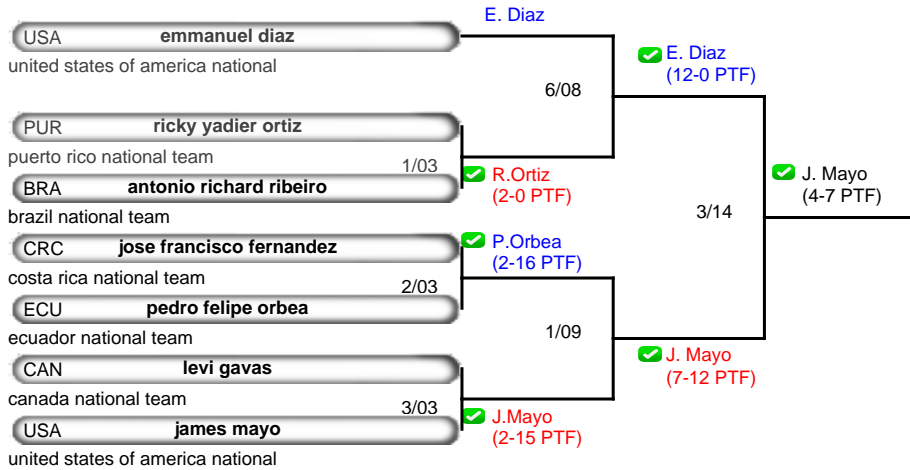 E. Diaz
USA emmanuel diaz
united states of america national
E. Diaz
(12-0 PTF)
6/08
PUR ricky yadier ortiz
puerto rico national team
1/03
R.Ortiz
(2-0 PTF)
J. Mayo
(4-7 PTF)
BRA antonio richard ribeiro
brazil national team
3/14
CRC jose francisco fernandez
P.Orbea
(2-16 PTF)
costa rica national team
2/03
ECU pedro felipe orbea
ecuador national team
1/09
CAN levi gavas
J. Mayo
(7-12 PTF)
canada national team
3/03
J.Mayo
(2-15 PTF)
USA james mayo
united states of america national